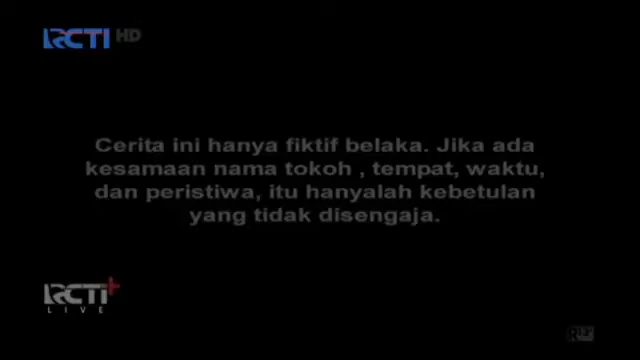 RCTI HD
Cerita ini hanya fiktif belaka. Jika ada
kesamaan nama tokoh , tempat, waktu,
dan peristiwa, itu hanyalah kebetulan
yang tidak disengaja.
RCTI+
LIVE